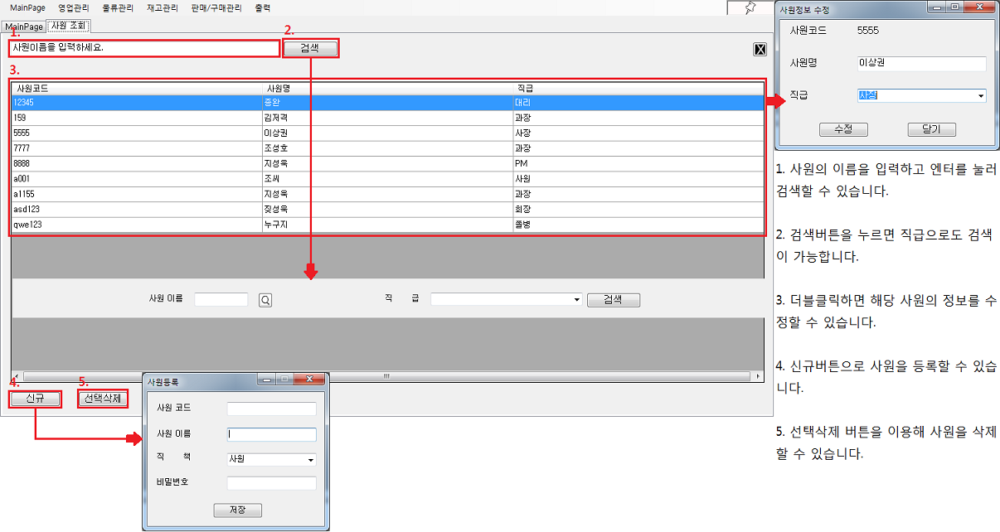 MainPage 영업관리 물류관리 재고관리 판매/구매관리 출력
MainPage 사원 조회
1.
2.
사원이름을 입력하세요.
검색
X
3.
사원코드 사원명 직급
12345 증완 대리
159 김저격 과장
5555 이상권 사장
7777 조성호 과장
8888 지성욱 PM
a001 조씨 사원
a1155 지성욱 과장
asd123 짖성욱 회장
qwe123 누구지 쫄병
사원 이름
직 급
검색
4.
5.
신규
선택삭제
사원등록
사원 코드
사원 이름
직 책 사원
비밀번호
저장
사원정보 수정
사원코드 5555
사원명 이상권
직급 사장
수정 닫기
1. 사원의 이름을 입력하고 엔터를 눌러
검색할 수 있습니다.
2. 검색버튼을 누르면 직급으로도 검색
이 가능합니다.
3. 더블클릭하면 해당 사원의 정보를 수
정할 수 있습니다.
4. 신규버튼으로 사원을 등록할 수 있습
니다.
5. 선택삭제 버튼을 이용해 사원을 삭제
할 수 있습니다.